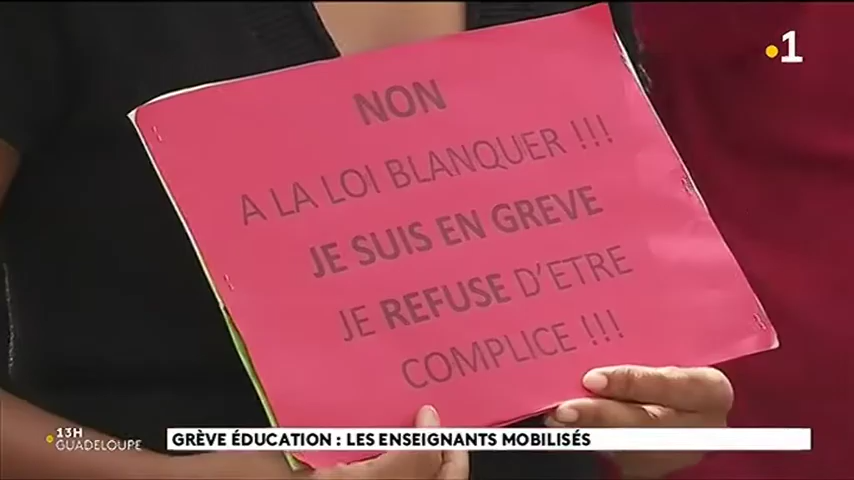 1
NON
A LA LOI BLANQUER !!!
JE SUIS EN GREVE
JE REFUSE D'ETRE
COMPLICE !!!
13H
GUADELOUPE
GRÈVE ÉDUCATION : LES ENSEIGNANTS MOBILISÉS